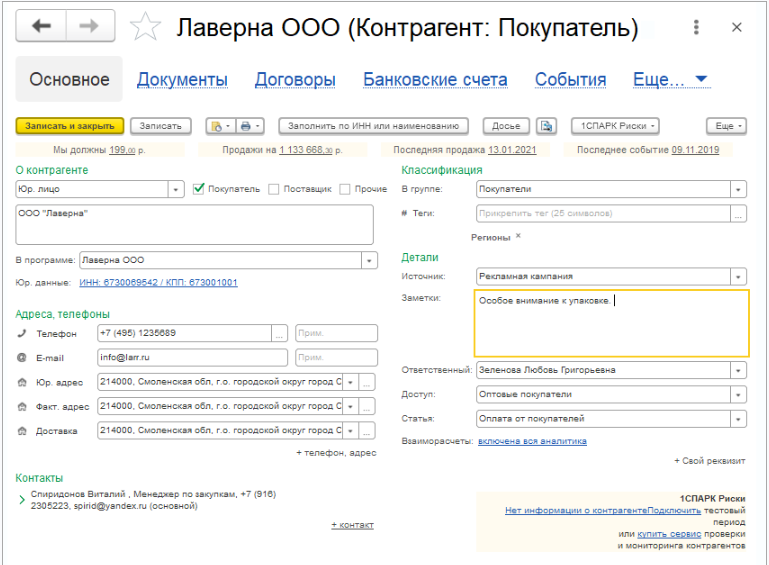 Лаверна ООО (Контрагент: Покупатель)
Основное Документы Договоры Банковские счета События Еще...
Записать и закрыть Записать Заполнить по ИНН или наименованию Досье 1СПАРК Риски Еще
Мы должны 199,00 р. Продажи на 1 133 668,30 р. Последняя продажа 13.01.2021 Последнее событие 09.11.2019
О контрагенте
Юр. лицо Покупатель Поставщик Прочие
ООО "Лаверна"
В программе: Лаверна ООО
Юр. данные: ИНН: 6730069542 / КПП: 673001001
Адреса, телефоны
Телефон +7 (495) 1235689 ... Прим.
E-mail info@larr.ru Прим.
Юр. адрес 214000, Смоленская обл, г.о. городской округ город С ...
Факт. адрес 214000, Смоленская обл, г.о. городской округ город С ...
Доставка 214000, Смоленская обл, г.о. городской округ город С ...
+ телефон, адрес
Контакты
Спиридонов Виталий , Менеджер по закупкам, +7 (916)
2305223, spirid@yandex.ru (основной)
+ контакт
Классификация
В группе: Покупатели
# Теги: Прикрепить тег (25 символов) ...
Регионы ×
Детали
Источник: Рекламная кампания
Заметки: Особое внимание к упаковке.
Ответственный: Зеленова Любовь Григорьевна
Доступ: Оптовые покупатели
Статья: Оплата от покупателей
Взаиморасчеты: включена вся аналитика
+ Свой реквизит
1СПАРК Риски
Нет информации о контрагентеПодключить тестовый
период
или купить сервис проверки
и мониторинга контрагентов